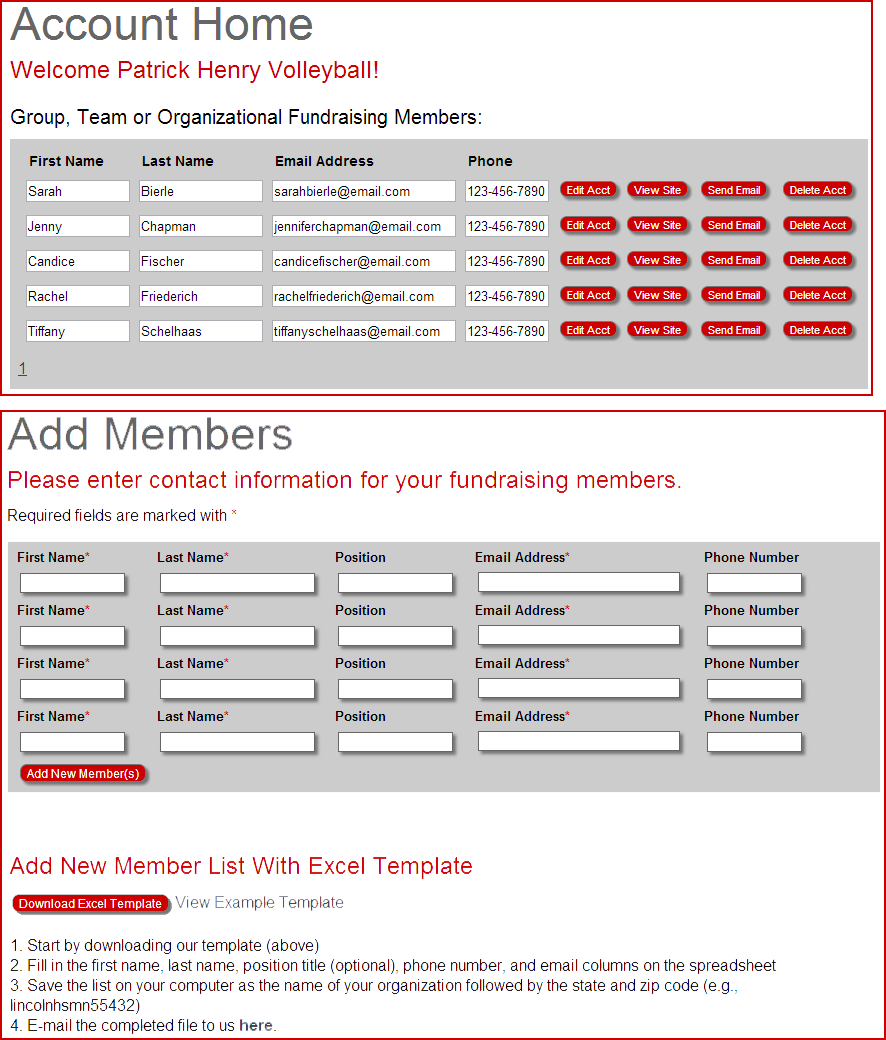 Account Home
Welcome Patrick Henry Volleyball!
Group, Team or Organizational Fundraising Members:
First Name Last Name Email Address Phone
Sarah Bierle sarahbierle@email.com 123-456-7890 Edit Acct View Site Send Email Delete Acct
Jenny Chapman jenniferchapman@email.com 123-456-7890 Edit Acct View Site Send Email Delete Acct
Candice Fischer candicefischer@email.com 123-456-7890 Edit Acct View Site Send Email Delete Acct
Rachel Friederich rachelfriederich@email.com 123-456-7890 Edit Acct View Site Send Email Delete Acct
Tiffany Schelhaas tiffanyschelhaas@email.com 123-456-7890 Edit Acct View Site Send Email Delete Acct
1
Add Members
Please enter contact information for your fundraising members.
Required fields are marked with *
First Name* Last Name* Position Email Address* Phone Number
First Name* Last Name* Position Email Address* Phone Number
First Name* Last Name* Position Email Address* Phone Number
First Name* Last Name* Position Email Address* Phone Number
Add New Member(s)
Add New Member List With Excel Template
Download Excel Template View Example Template
1. Start by downloading our template (above)
2. Fill in the first name, last name, position title (optional), phone number, and email columns on the spreadsheet
3. Save the list on your computer as the name of your organization followed by the state and zip code (e.g.,
lincolnhsmn55432)
4. E-mail the completed file to us here.